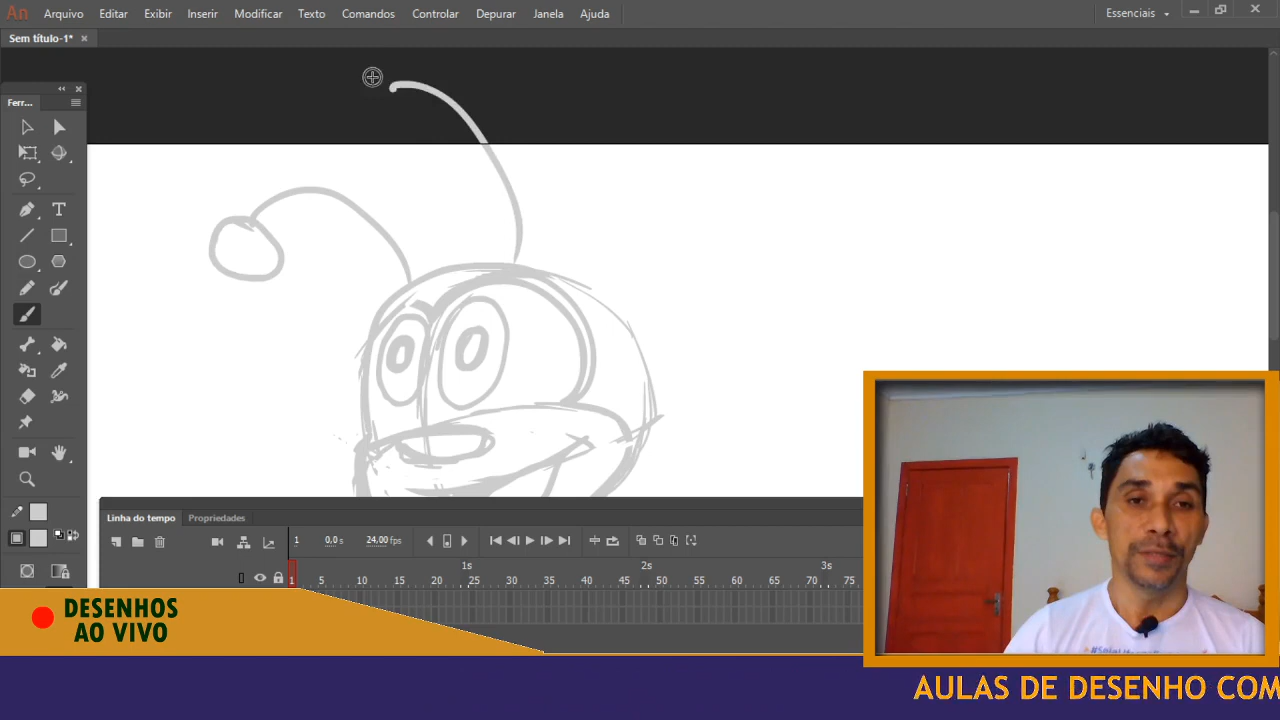 An Arquivo Editar Exibir Inserir Modificar Texto Comandos Controlar Depurar Janela Ajuda Essenciais
Sem título-1*
Ferr...
T
Linha do tempo Propriedades
1 0,0 s 24,00 fps
1s 2s 3s
1 5 10 15 20 25 30 35 40 45 50 55 60 65 70 75
DESENHOS
AO VIVO
AULAS DE DESENHO COM